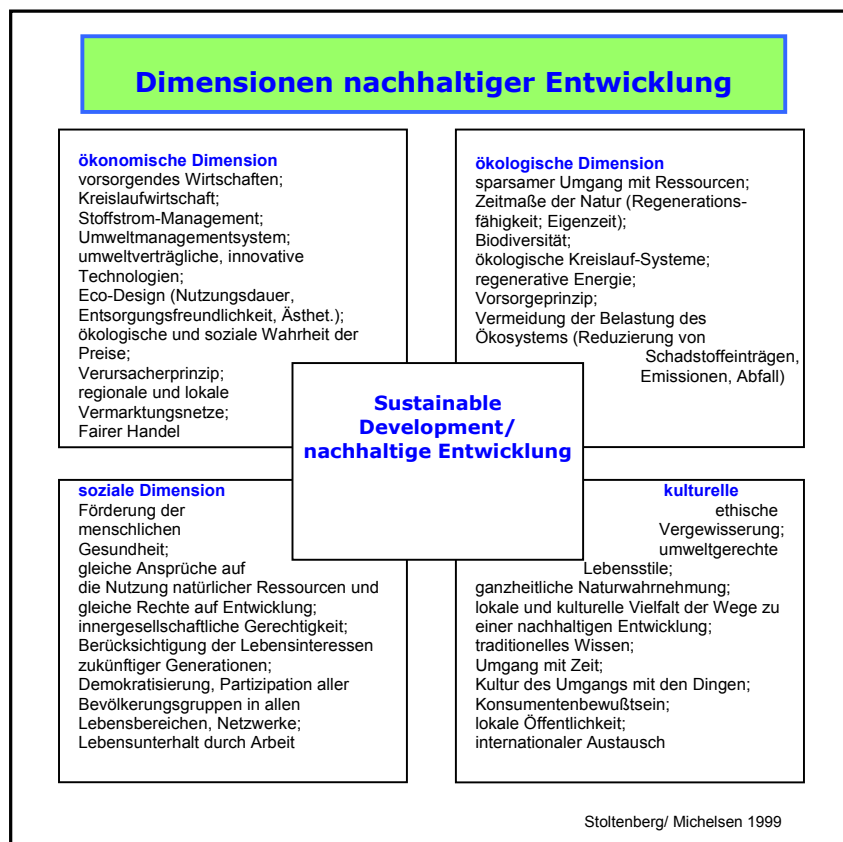 Dimensionen nachhaltiger Entwicklung
ökonomische Dimension
vorsorgendes Wirtschaften;
Kreislaufwirtschaft;
Stoffstrom-Management;
Umweltmanagementsystem;
umweltverträgliche, innovative
Technologien;
Eco-Design (Nutzungsdauer,
Entsorgungsfreundlichkeit, Ästhet.);
ökologische und soziale Wahrheit der
Preise;
Verursacherprinzip;
regionale und lokale
Vermarktungsnetze;
Fairer Handel
ökologische Dimension
sparsamer Umgang mit Ressourcen;
Zeitmaße der Natur (Regenerations-
fähigkeit; Eigenzeit);
Biodiversität;
ökologische Kreislauf-Systeme;
regenerative Energie;
Vorsorgeprinzip;
Vermeidung der Belastung des
Ökosystems (Reduzierung von
Schadstoffeinträgen,
Emissionen, Abfall)
Sustainable
Development/
nachhaltige Entwicklung
soziale Dimension
Förderung der
menschlichen
Gesundheit;
gleiche Ansprüche auf
die Nutzung natürlicher Ressourcen und
gleiche Rechte auf Entwicklung;
innergesellschaftliche Gerechtigkeit;
Berücksichtigung der Lebensinteressen
zukünftiger Generationen;
Demokratisierung, Partizipation aller
Bevölkerungsgruppen in allen
Lebensbereichen, Netzwerke;
Lebensunterhalt durch Arbeit
kulturelle
ethische
Vergewisserung;
umweltgerechte
Lebensstile;
ganzheitliche Naturwahrnehmung;
lokale und kulturelle Vielfalt der Wege zu
einer nachhaltigen Entwicklung;
traditionelles Wissen;
Umgang mit Zeit;
Kultur des Umgangs mit den Dingen;
Konsumentenbewußtsein;
lokale Öffentlichkeit;
internationaler Austausch
Stoltenberg/ Michelsen 1999